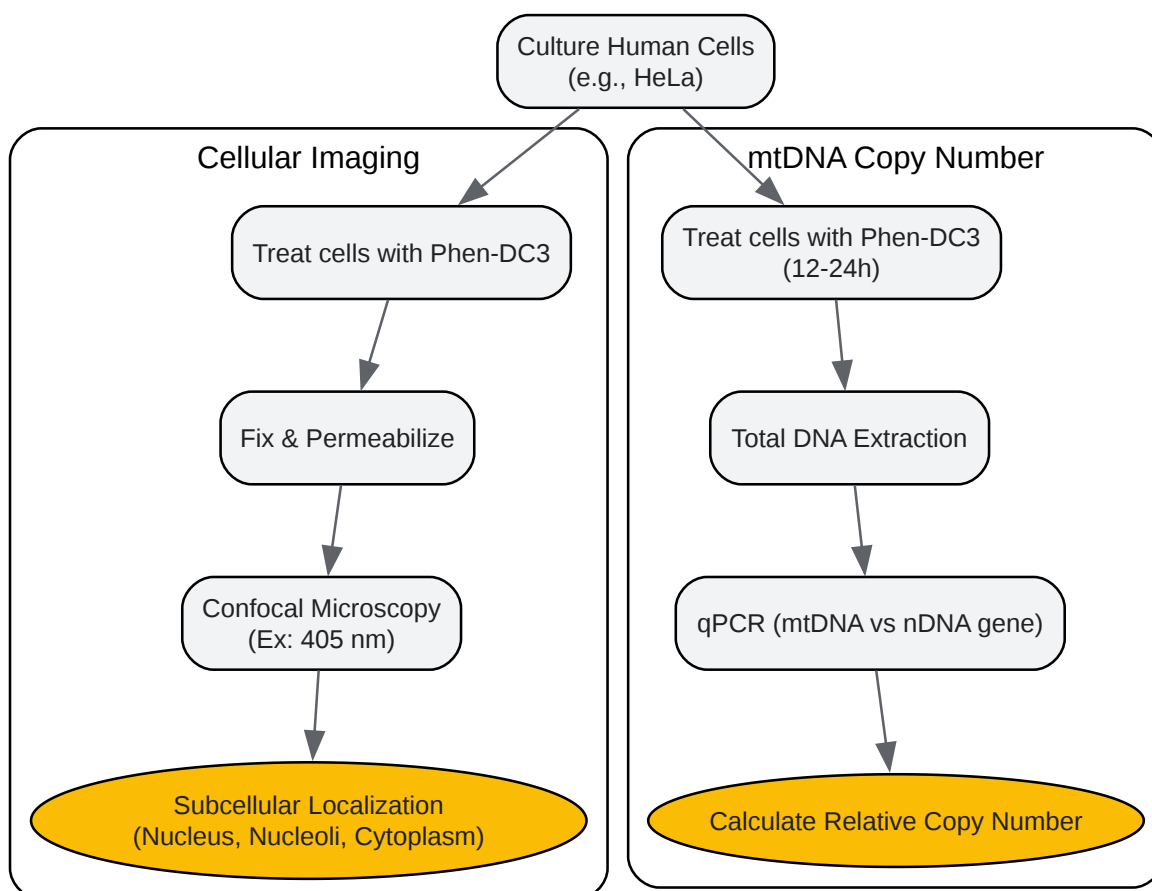 Culture Human Cells
(e.g., HeLa)
Cellular Imaging
Treat cells with Phen-DC3
Fix & Permeabilize
Confocal Microscopy
(Ex: 405 nm)
Subcellular Localization
(Nucleus, Nucleoli, Cytoplasm)
mtDNA Copy Number
Treat cells with Phen-DC3
(12-24h)
Total DNA Extraction
qPCR (mtDNA vs nDNA gene)
Calculate Relative Copy Number